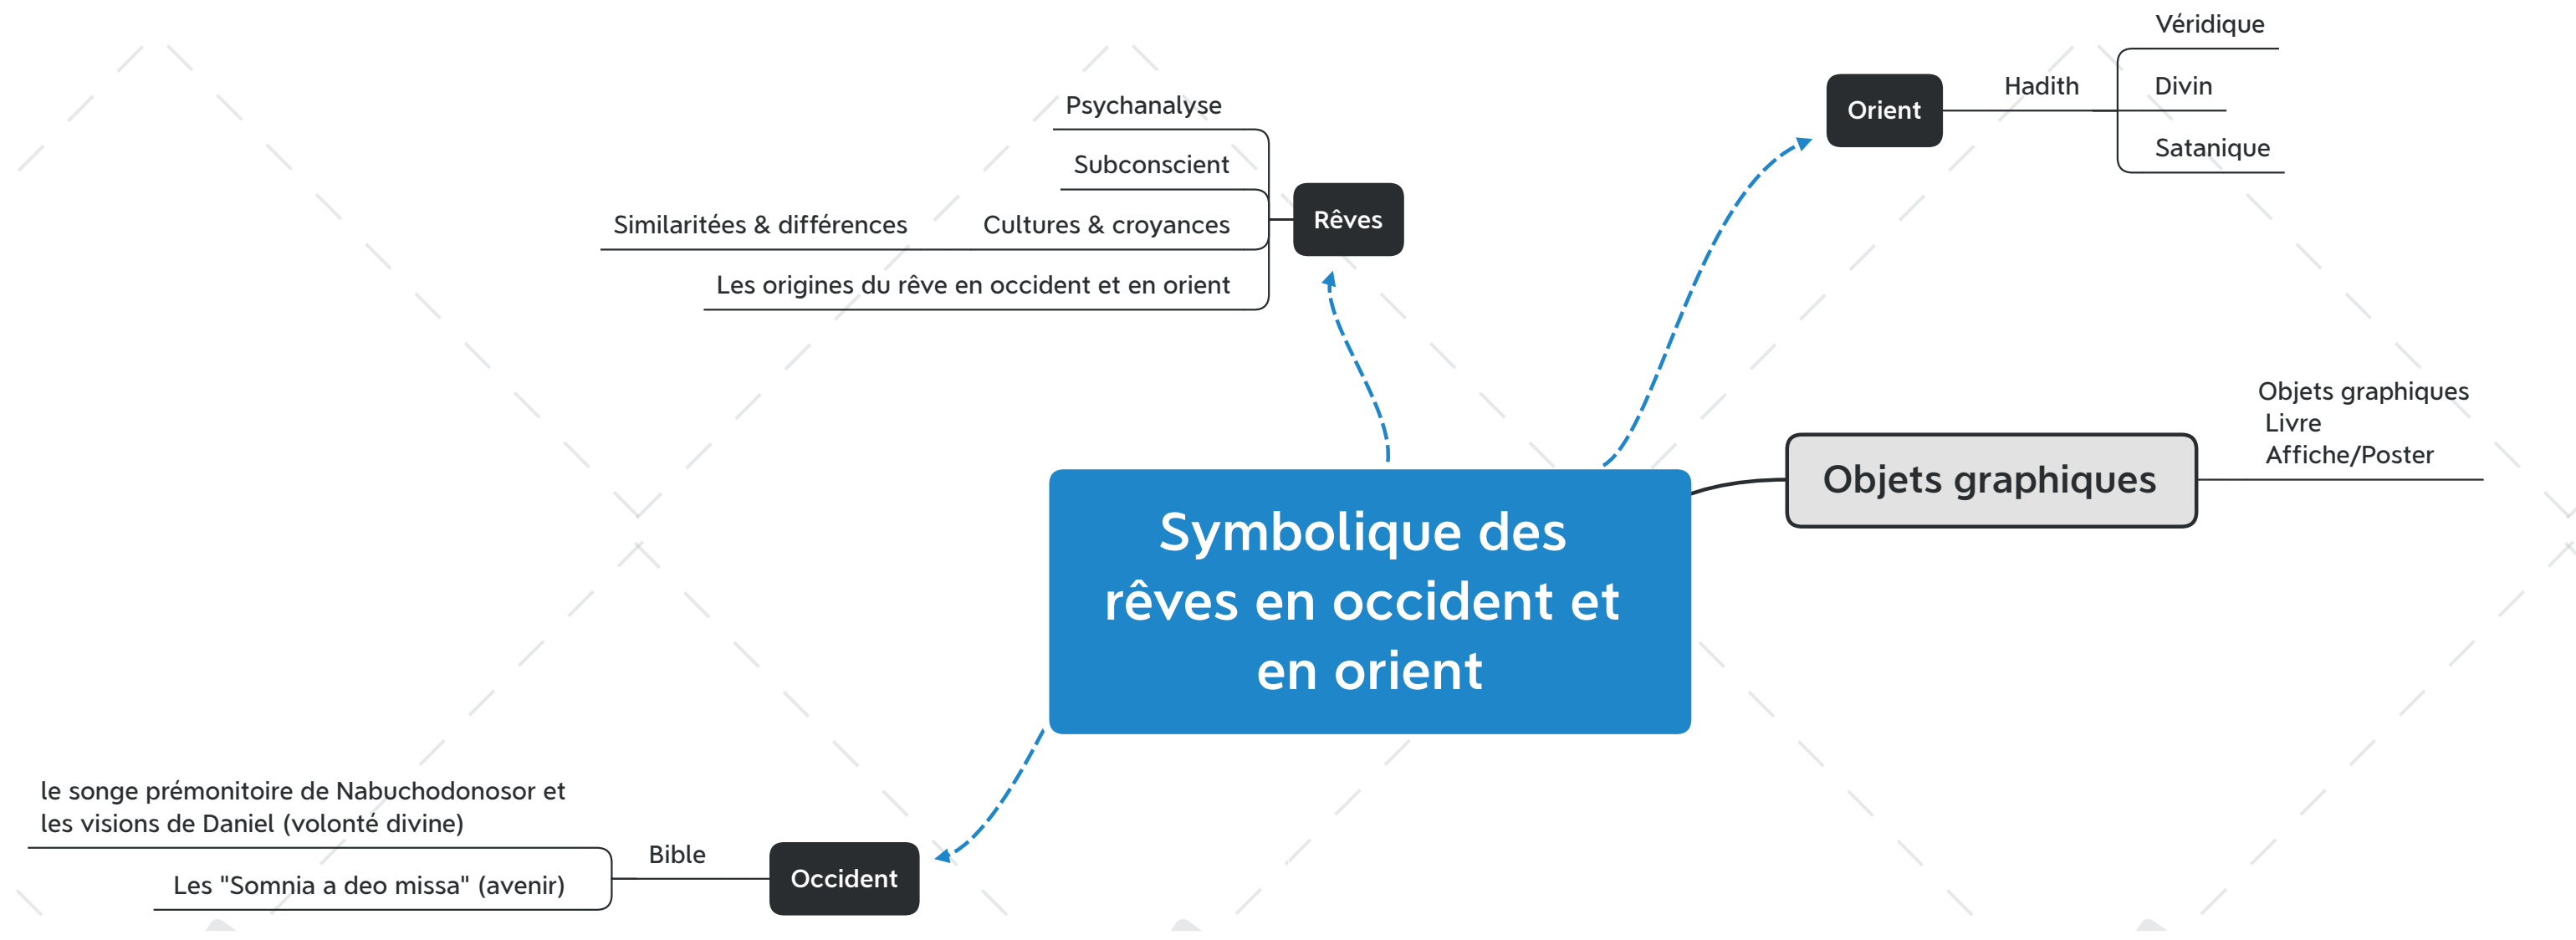 Symbolique des
rêves en occident et
en orient
Rêves
Psychanalyse
Subconscient
Cultures & croyances
Similaritées & différences
Les origines du rêve en occident et en orient
Orient
Hadith
Véridique
Divin
Satanique
Objets graphiques
Objets graphiques
Livre
Affiche/Poster
Occident
Bible
le songe prémonitoire de Nabuchodonosor et
les visions de Daniel (volonté divine)
Les "Somnia a deo missa" (avenir)